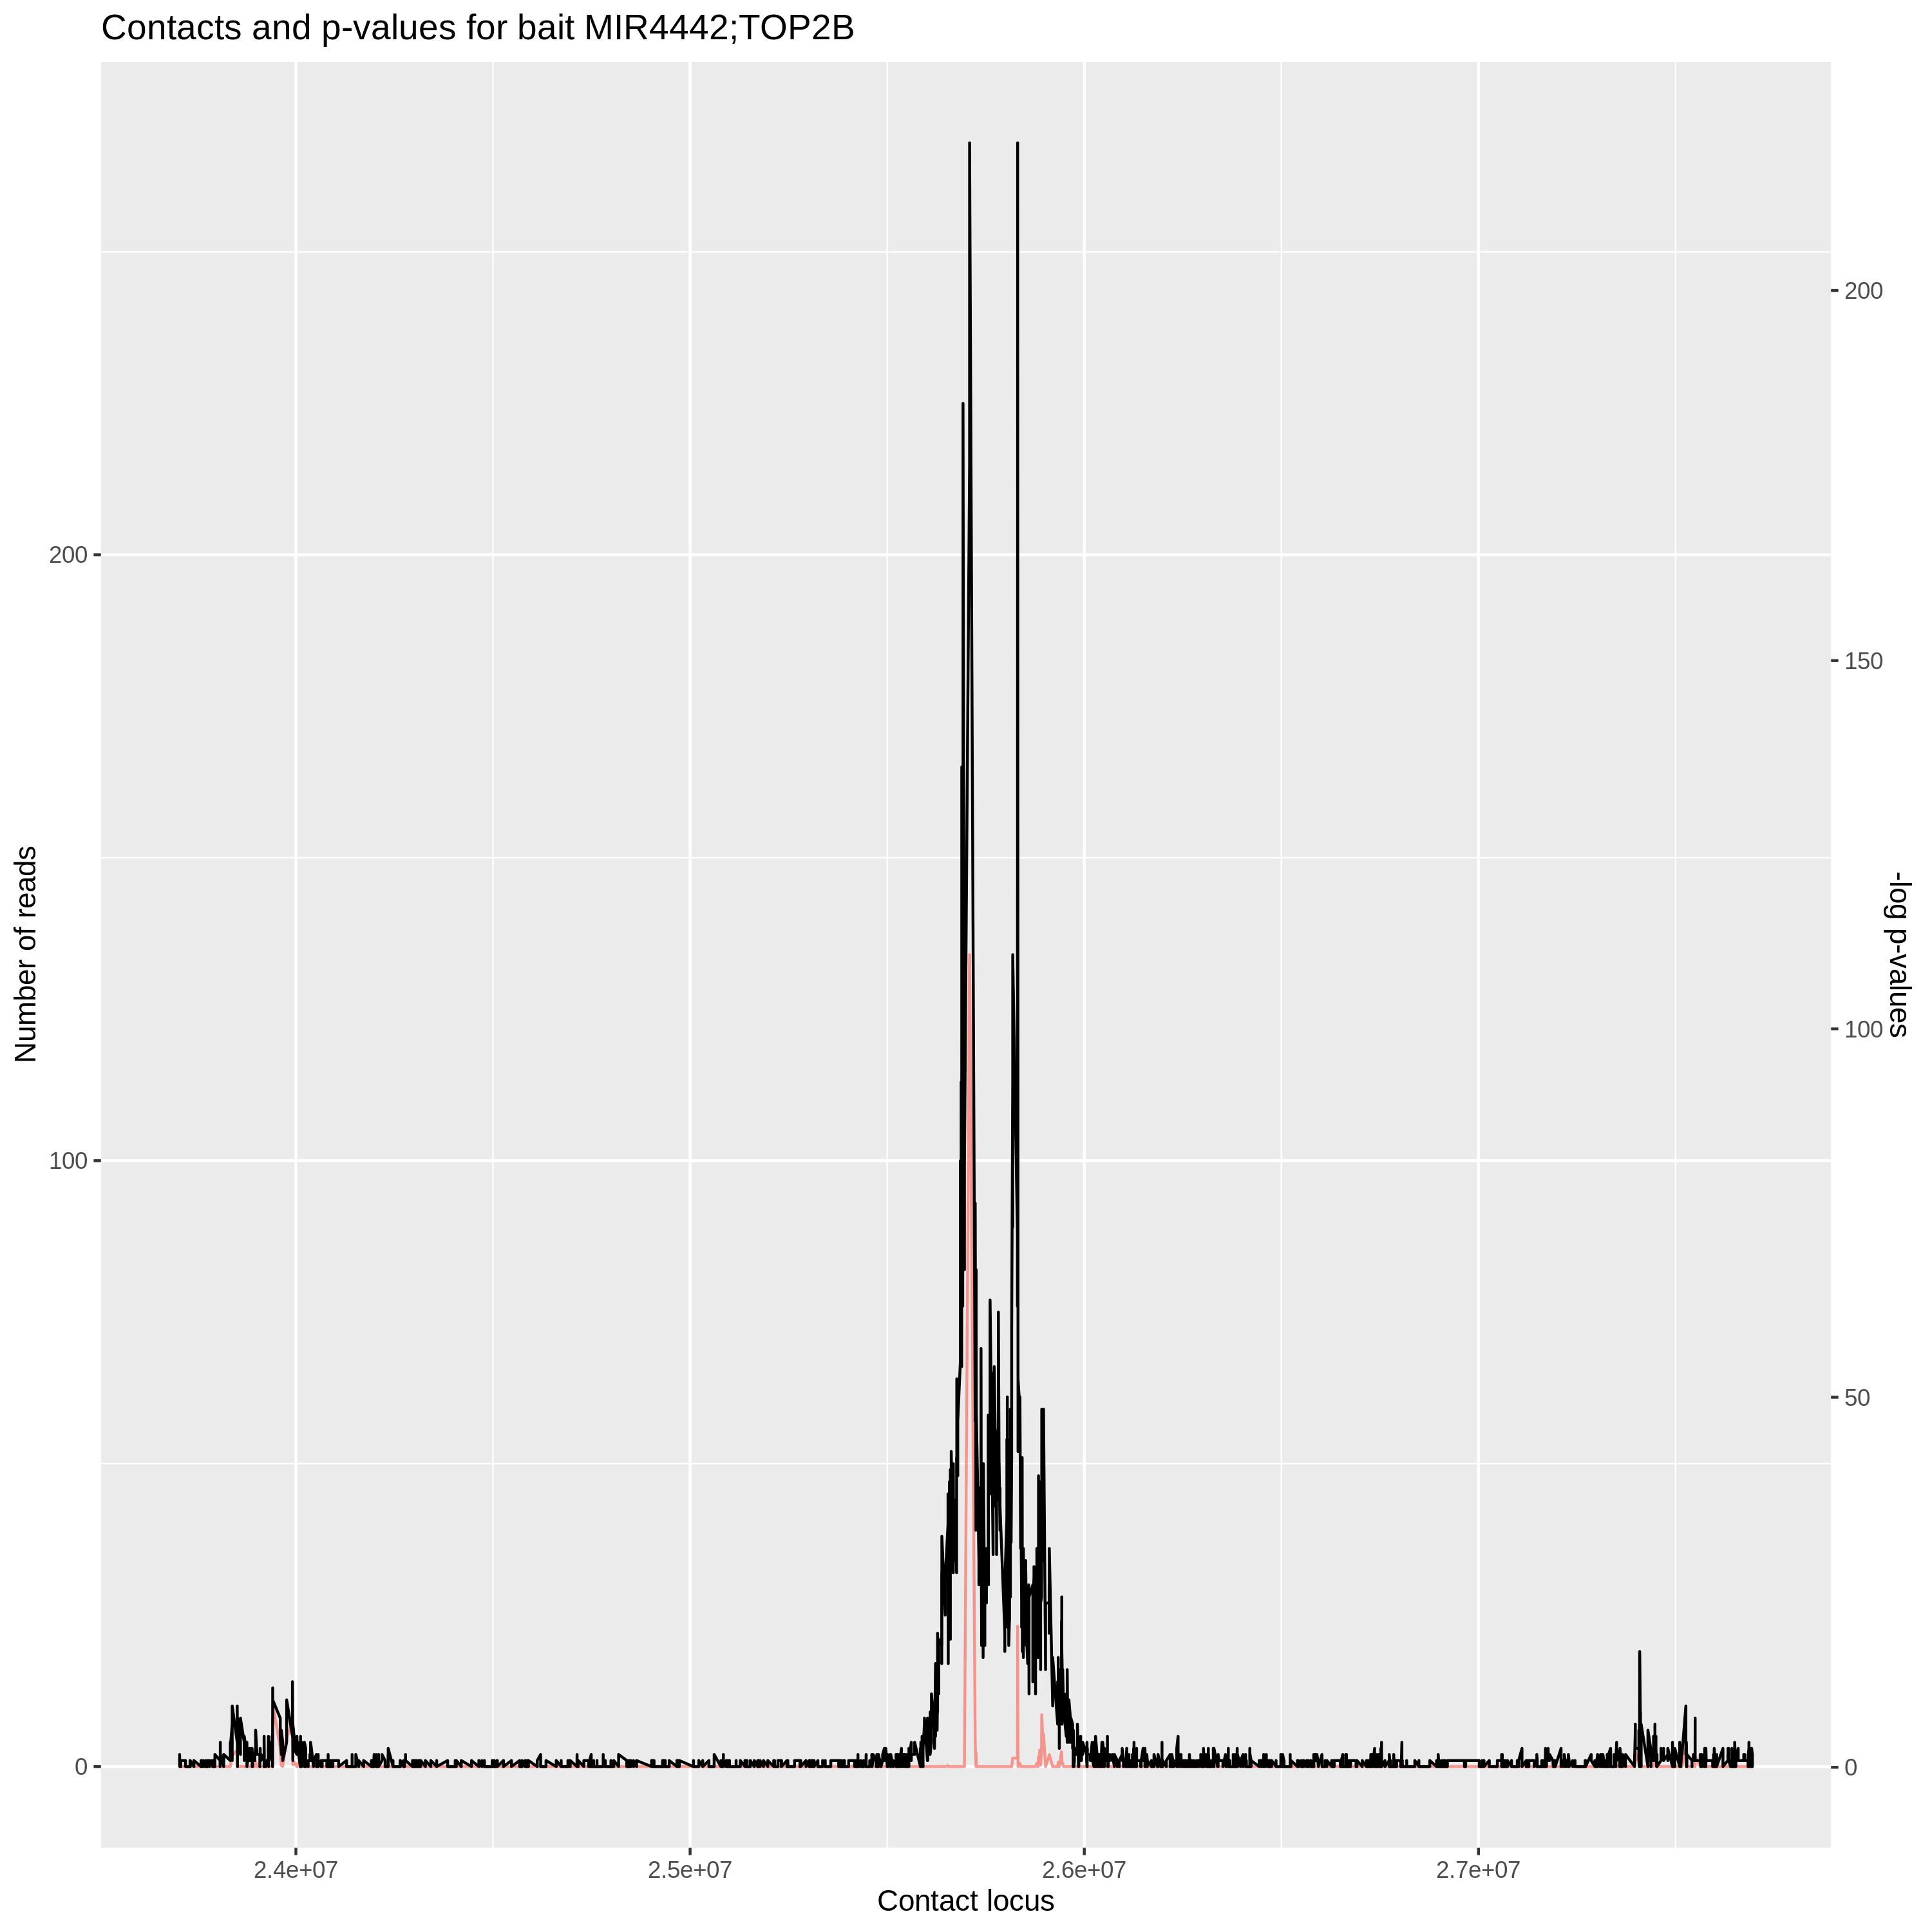 Contacts and p-values for bait MIR4442;TOP2B
200
150
100
50
0
-log p-values
200
100
0
Number of reads
2.4e+07 2.5e+07 2.6e+07 2.7e+07
Contact locus